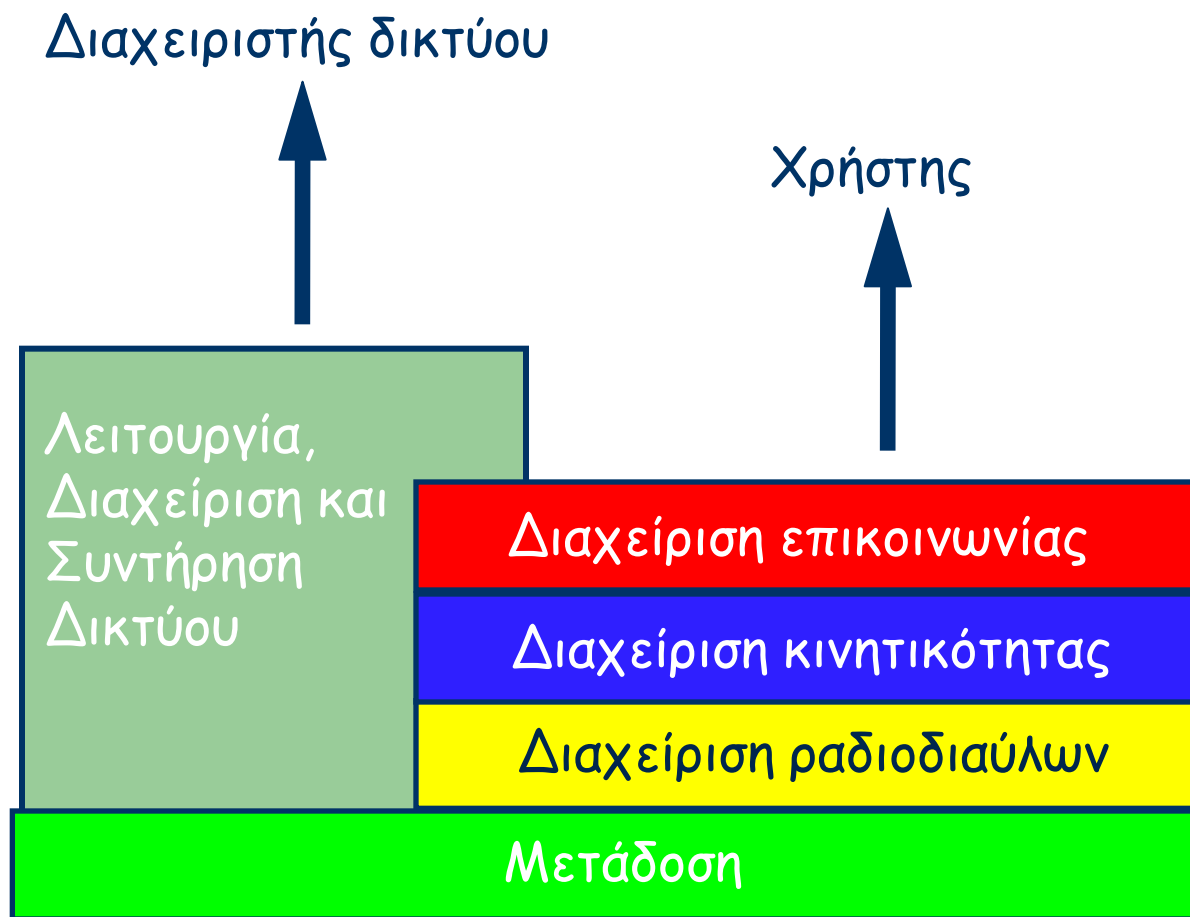 Διαχειριστής δικτύου
Χρήστης
Λειτουργία,
Διαχείριση και
Συντήρηση
Δικτύου
Διαχείριση επικοινωνίας
Διαχείριση κινητικότητας
Διαχείριση ραδιοδιαύλων
Μετάδοση